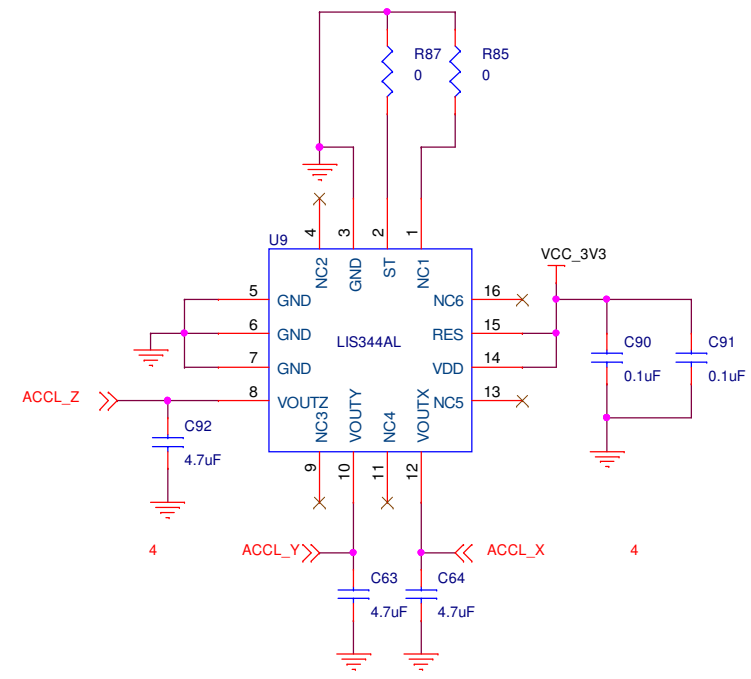 R87
0
R85
0
4
3
2
1
U9
NC2
GND
ST
NC1
VCC_3V3
5
GND
6
GND
7
GND
8
VOUTZ
LIS344AL
NC6
16
RES
15
VDD
14
NC5
13
C90
0.1uF
C91
0.1uF
ACCL_Z
C92
4.7uF
NC3
VOUTY
NC4
VOUTX
9
10
11
12
4
ACCL_Y
ACCL_X
4
C63
4.7uF
C64
4.7uF